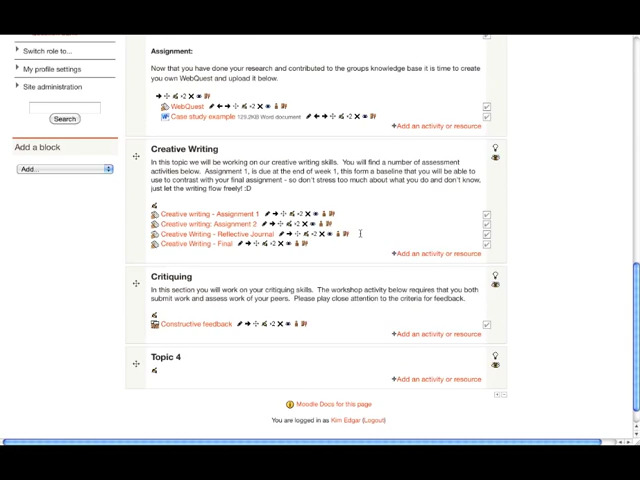 Switch role to...
My profile settings
Site administration
Search
Add a block
Add...
Assignment:
Now that you have done your research and contributed to the groups knowledge base it is time to create
you own WebQuest and upload it below.
WebQuest
Case study example 129.2KB Word document
Add an activity or resource
Creative Writing
In this topic we will be working on our creative writing skills. You will find a number of assessment
activities below. Assignment 1, is due at the end of week 1, this form a baseline that you will be able to
use to contrast with your final assignment - so don't stress too much about what you do and don't know,
just let the writing flow freely! :D
Creative writing - Assignment 1
Creative writing: Assignment 2
Creative Writing - Reflective Journal
Creative Writing - Final
Add an activity or resource
Critiquing
In this section you will work on your critiquing skills. The workshop activity below requires that you both
submit work and assess work of your peers. Please play close attention to the criteria for feedback.
Constructive feedback
Add an activity or resource
Topic 4
Add an activity or resource
Moodle Docs for this page
You are logged in as Kim Edgar (Logout)